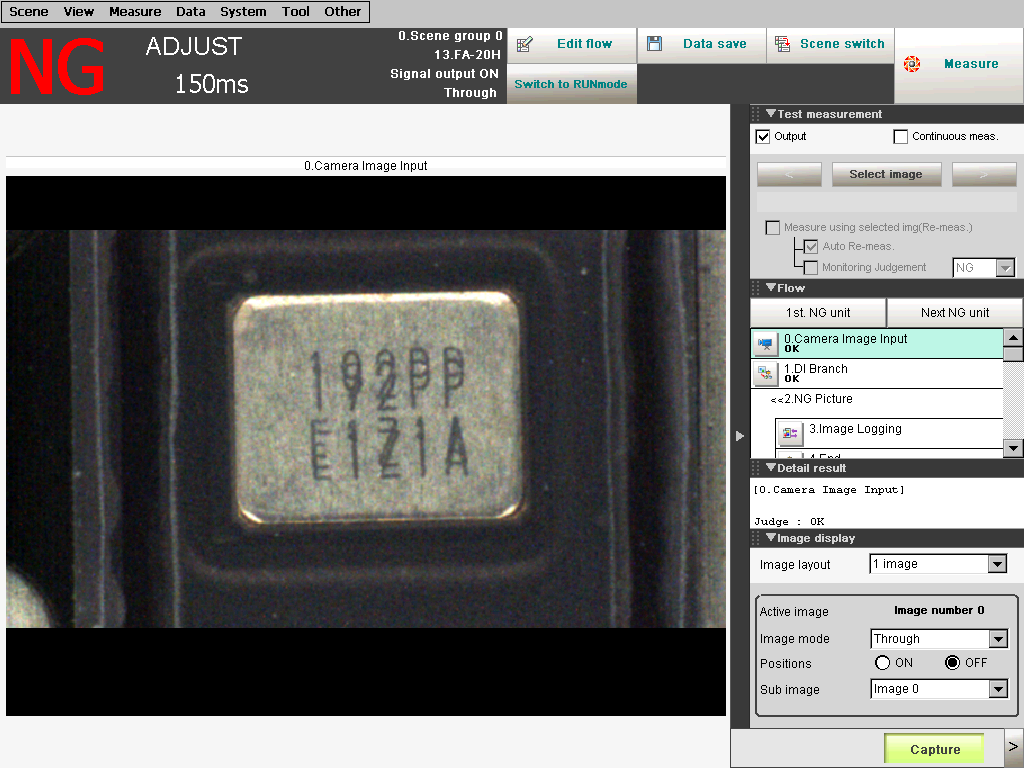 Scene View Measure Data System Tool Other
NG
ADJUST
150ms
0.Scene group 0
13.FA-20H
Signal output ON
Through
Edit flow
Data save
Scene switch
Switch to RUNmode
Measure
0.Camera Image Input
E1Z1A
Test measurement
Output
Continuous meas.
<
Select image
>
Measure using selected img(Re-meas.)
Auto Re-meas.
Monitoring Judgement
NG
Flow
1st. NG unit
Next NG unit
0.Camera Image Input
OK
1.DI Branch
OK
<<2.NG Picture
3.Image Logging
4.End
Detail result
[0.Camera Image Input]
Judge : OK
Image display
Image layout
1 image
Active image
Image number 0
Image mode
Through
Positions
ON
OFF
Sub image
Image 0
Capture
>